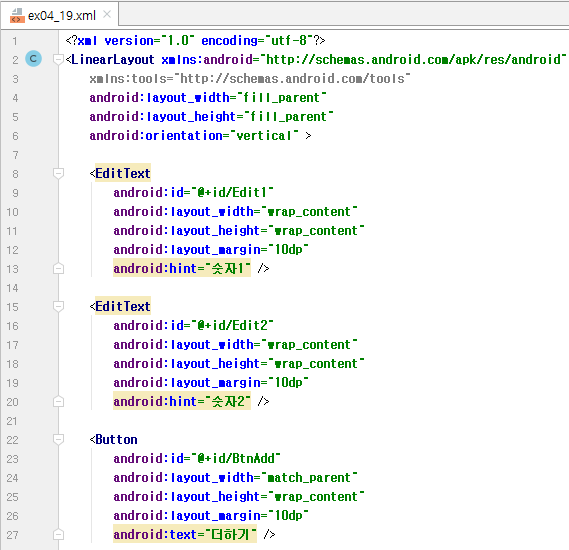 ex04_19.xml
1 <?xml version="1.0" encoding="utf-8"?>
2 <LinearLayout xmlns:android="http://schemas.android.com/apk/res/android"
3 xmlns:tools="http://schemas.android.com/tools"
4 android:layout_width="fill_parent"
5 android:layout_height="fill_parent"
6 android:orientation="vertical" >
7
8 <EditText
9 android:id="@+id/Edit1"
10 android:layout_width="wrap_content"
11 android:layout_height="wrap_content"
12 android:layout_margin="10dp"
13 android:hint="숫자1" />
14
15 <EditText
16 android:id="@+id/Edit2"
17 android:layout_width="wrap_content"
18 android:layout_height="wrap_content"
19 android:layout_margin="10dp"
20 android:hint="숫자2" />
21
22 <Button
23 android:id="@+id/BtnAdd"
24 android:layout_width="match_parent"
25 android:layout_height="wrap_content"
26 android:layout_margin="10dp"
27 android:text="더하기" />